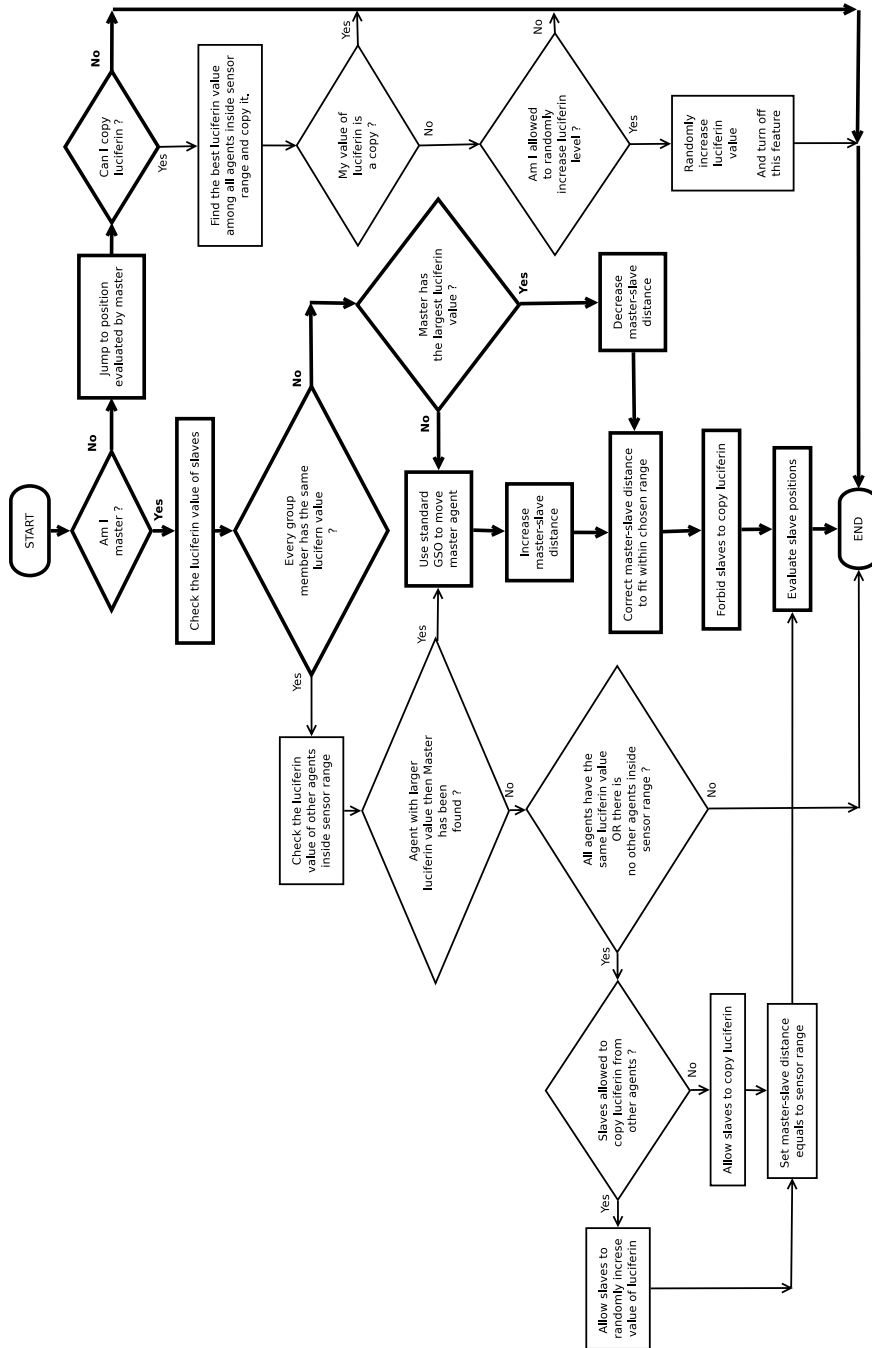 START
Am I
master ?
No
Jump to position
evaluated by master
Can I copy
luciferin ?
No
Yes
Find the best luciferin value
among all agents inside sensor
range and copy it.
My value of
luciferin is
a copy
Yes
No
Am I allowed
to randomly
increase luciferin
level ?
No
Yes
Randomly
increase
luciferin
value
And turn off
this feature
Yes
Check the luciferin value of slaves
Every group
member has the same
lucifern value
?
No
Master has
the largest luciferin
value ?
Yes
Decrease
master-slave
distance
No
Use standard
GSO to move
master agent
Increase
master-slave
distance
Correct master-slave distance
to fit within chosen range
Forbid slaves to copy luciferin
Evaluate slave positions
END
Yes
Check the luciferin
value of other agents
inside sensor range
Agent with larger
luciferin value then Master
has been
found ?
Yes
No
All agents have the
same luciferin value
OR there is
no other agents inside
sensor range ?
No
Yes
Slaves allowed to
copy luciferin from
other agents ?
No
Allow slaves to copy luciferin
Set master-slave distance
equals to sensor range
Yes
Allow slaves to
randomly increse
value of luciferin